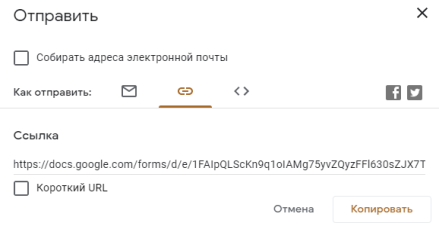 Отправить
Собирать адреса электронной почты
Как отправить:
Ссылка
https://docs.google.com/forms/d/e/1FAIpQLScKn9q1oIAMg75yvZQyzFFl630sZJX7T
Короткий URL
Отмена
Копировать